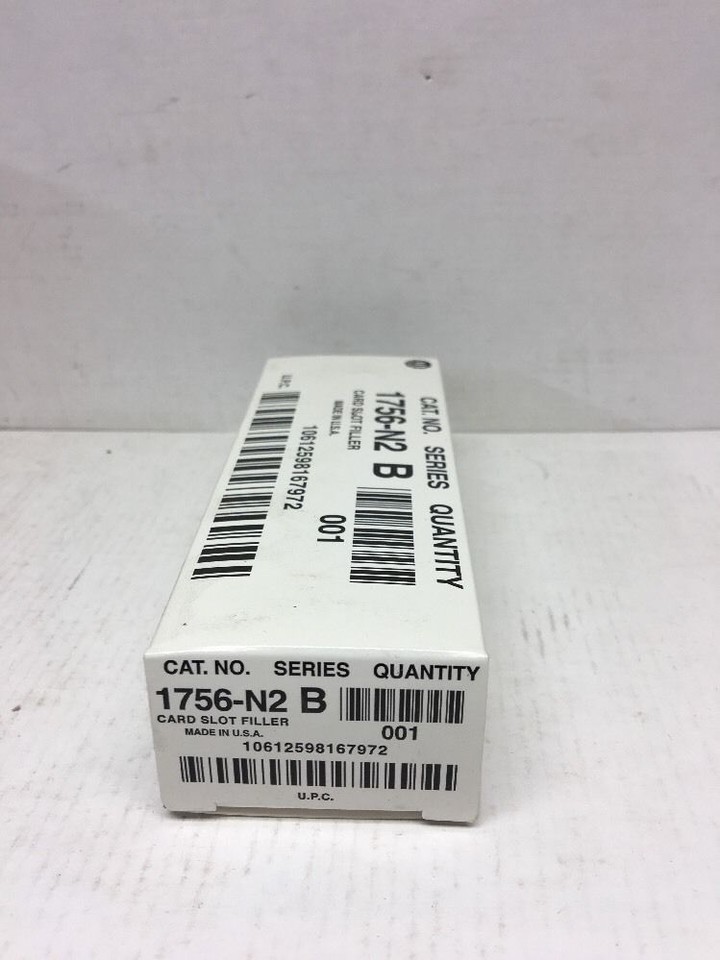 CAT. NO. SERIES QUANTITY
1756-N2 B
CARD SLOT FILLER
MADE IN U.S.A.
001
10612598167972
U.P.C.
CAT. NO. SERIES QUANTITY
1756-N2 B
CARD SLOT FILLER
MADE IN U.S.A.
001
10612598167972
U.P.C.